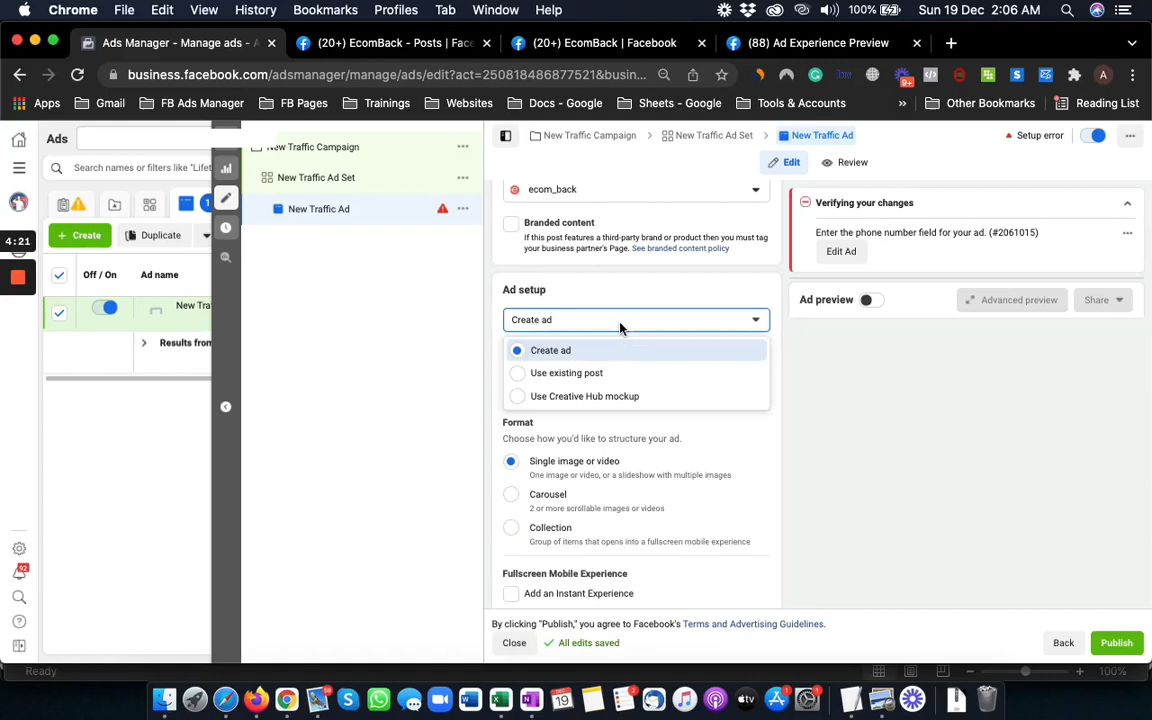 Chrome File Edit View History Bookmarks Profiles Tab Window Help 100% Sun 19 Dec 2:06 AM
Ads Manager - Manage ads - A
(20+) EcomBack - Posts | Face
(20+) EcomBack | Facebook
(88) Ad Experience Preview
business.facebook.com/adsmanager/manage/ads/edit?act=250818486877521&busin...
9+
A
Apps Gmail FB Ads Manager FB Pages Trainings Websites Docs - Google Sheets - Google Tools & Accounts » Other Bookmarks Reading List
Ads
Search names or filters like "Lifet
1
+ Create
Duplicate
4:21
Off / On
Ad name
New Traf
Results from
92
New Traffic Campaign
New Traffic Ad Set
New Traffic Ad
New Traffic Campaign
New Traffic Ad Set
New Traffic Ad
Setup error
Edit
Review
ecom_back
Branded content
If this post features a third-party brand or product then you must tag
your business partner's Page. See branded content policy
Ad setup
Create ad
Create ad
Use existing post
Use Creative Hub mockup
Format
Choose how you'd like to structure your ad.
Single image or video
One image or video, or a slideshow with multiple images
Carousel
2 or more scrollable images or videos
Collection
Group of items that opens into a fullscreen mobile experience
Fullscreen Mobile Experience
Add an Instant Experience
Verifying your changes
Enter the phone number field for your ad. (#2061015)
Edit Ad
Ad preview
Advanced preview
Share
By clicking "Publish," you agree to Facebook's Terms and Advertising Guidelines.
Close
All edits saved
Back
Publish
Ready
100%